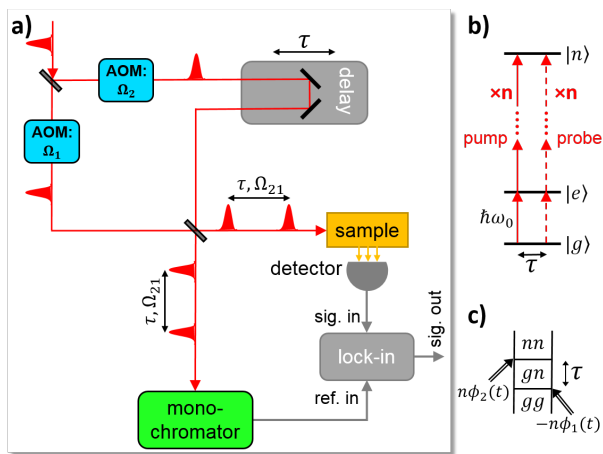 a)
AOM:
Ω₂
τ
delay
AOM:
Ω₁
τ, Ω₂₁
sample
detector
τ, Ω₂₁
sig. in
sig. out
lock-in
ref. in
mono-
chromator
b)
|n⟩
×n
×n
pump
probe
|e⟩
ħω₀
|g⟩
τ
c)
nn
gn
τ
nϕ₂(t)
gg
−nϕ₁(t)